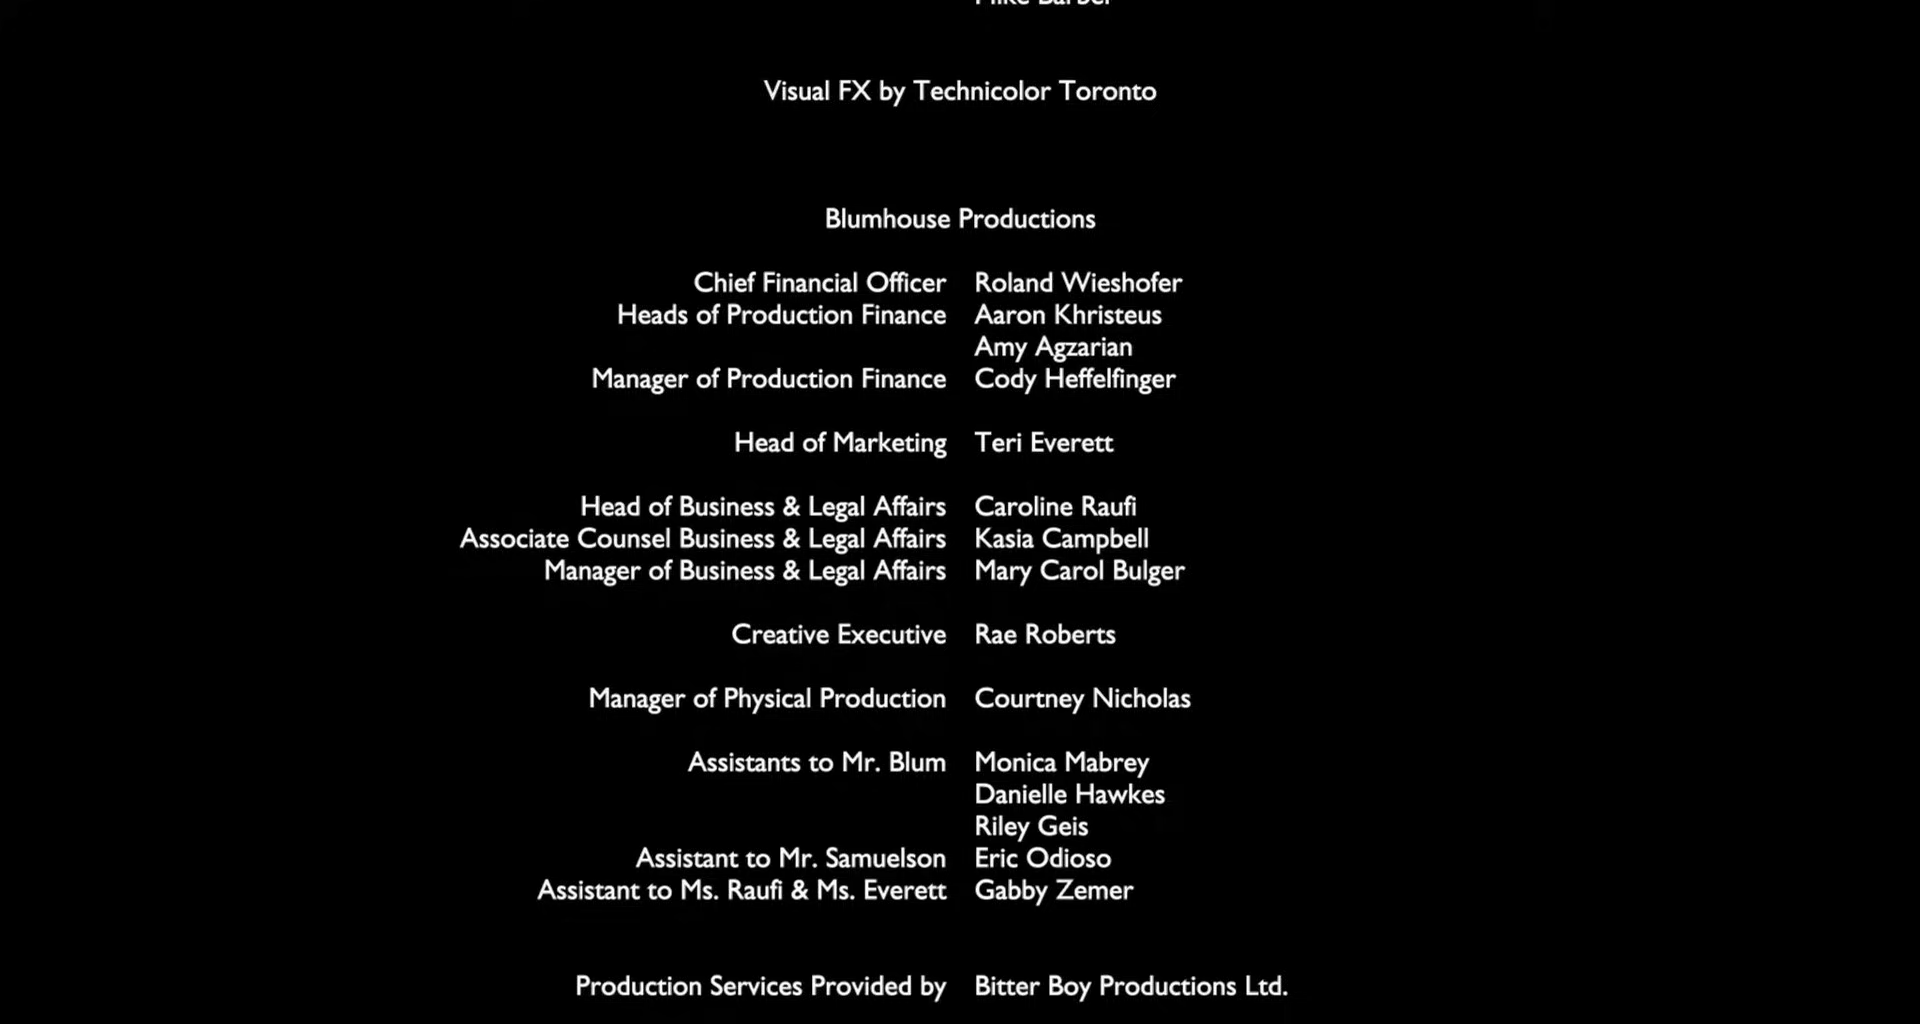 Mike Barber
Visual FX by Technicolor Toronto
Blumhouse Productions
Chief Financial Officer Roland Wieshofer
Heads of Production Finance Aaron Khristeus
Amy Agzarian
Manager of Production Finance Cody Heffelfinger
Head of Marketing Teri Everett
Head of Business & Legal Affairs Caroline Raufi
Associate Counsel Business & Legal Affairs Kasia Campbell
Manager of Business & Legal Affairs Mary Carol Bulger
Creative Executive Rae Roberts
Manager of Physical Production Courtney Nicholas
Assistants to Mr. Blum Monica Mabrey
Danielle Hawkes
Riley Geis
Assistant to Mr. Samuelson Eric Odioso
Assistant to Ms. Raufi & Ms. Everett Gabby Zemer
Production Services Provided by Bitter Boy Productions Ltd.